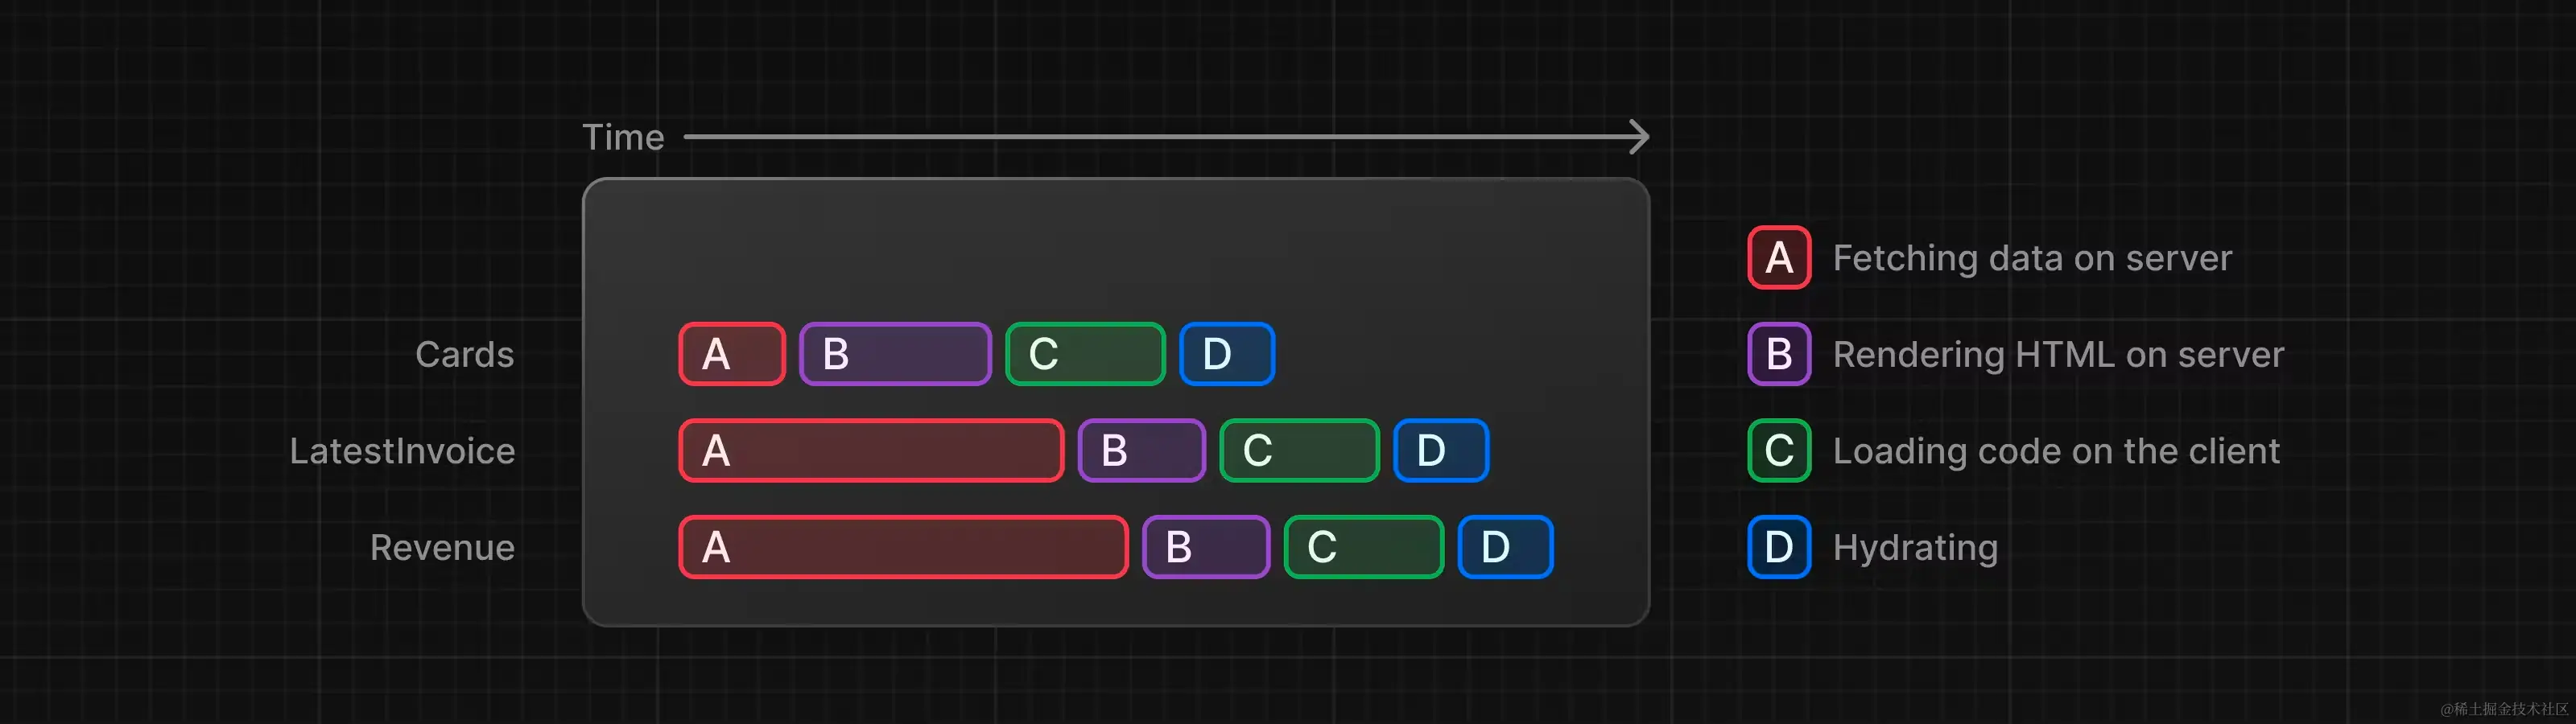 Time
Cards
A B C D
LatestInvoice
A B C D
Revenue
A B C D
A Fetching data on server
B Rendering HTML on server
C Loading code on the client
D Hydrating
@稀土掘金技术社区